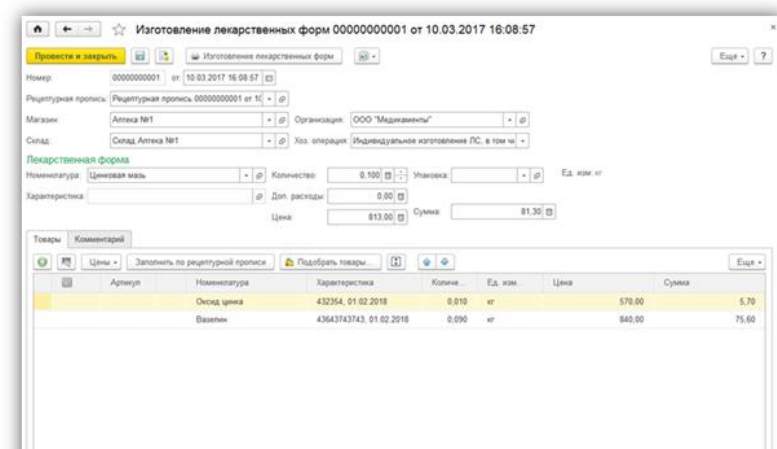 Изготовление лекарственных форм 00000000001 от 10.03.2017 16:08:57
Провести и закрыть Изготовление лекарственных форм Еще ?
Номер: 00000000001 от: 10.03.2017 16:08:57
Рецептурная пропись: Рецептурная пропись 00000000001 от 1(
Магазин: Аптека №1 Организация: ООО "Медикаменты"
Склад: Склад Аптека №1 Хоз. операция: Индивидуальное изготовление ЛС, в том чи
Лекарственная форма
Номенклатура: Цинковая мазь Количество: 0,100 Упаковка: Ед. изм. кг
Характеристика: Доп. расходы: 0,00
Цена: 813,00 Сумма: 81,30
Товары Комментарий
Цены Заполнить по рецептурной прописи Подобрать товары... Еще
Артикул Номенклатура Характеристика Количе... Ед. изм. Цена Сумма
Оксид цинка 432354, 01.02.2018 0,010 кг 570,00 5,70
Вазелин 43643743743, 01.02.2018 0,090 кг 840,00 75,60